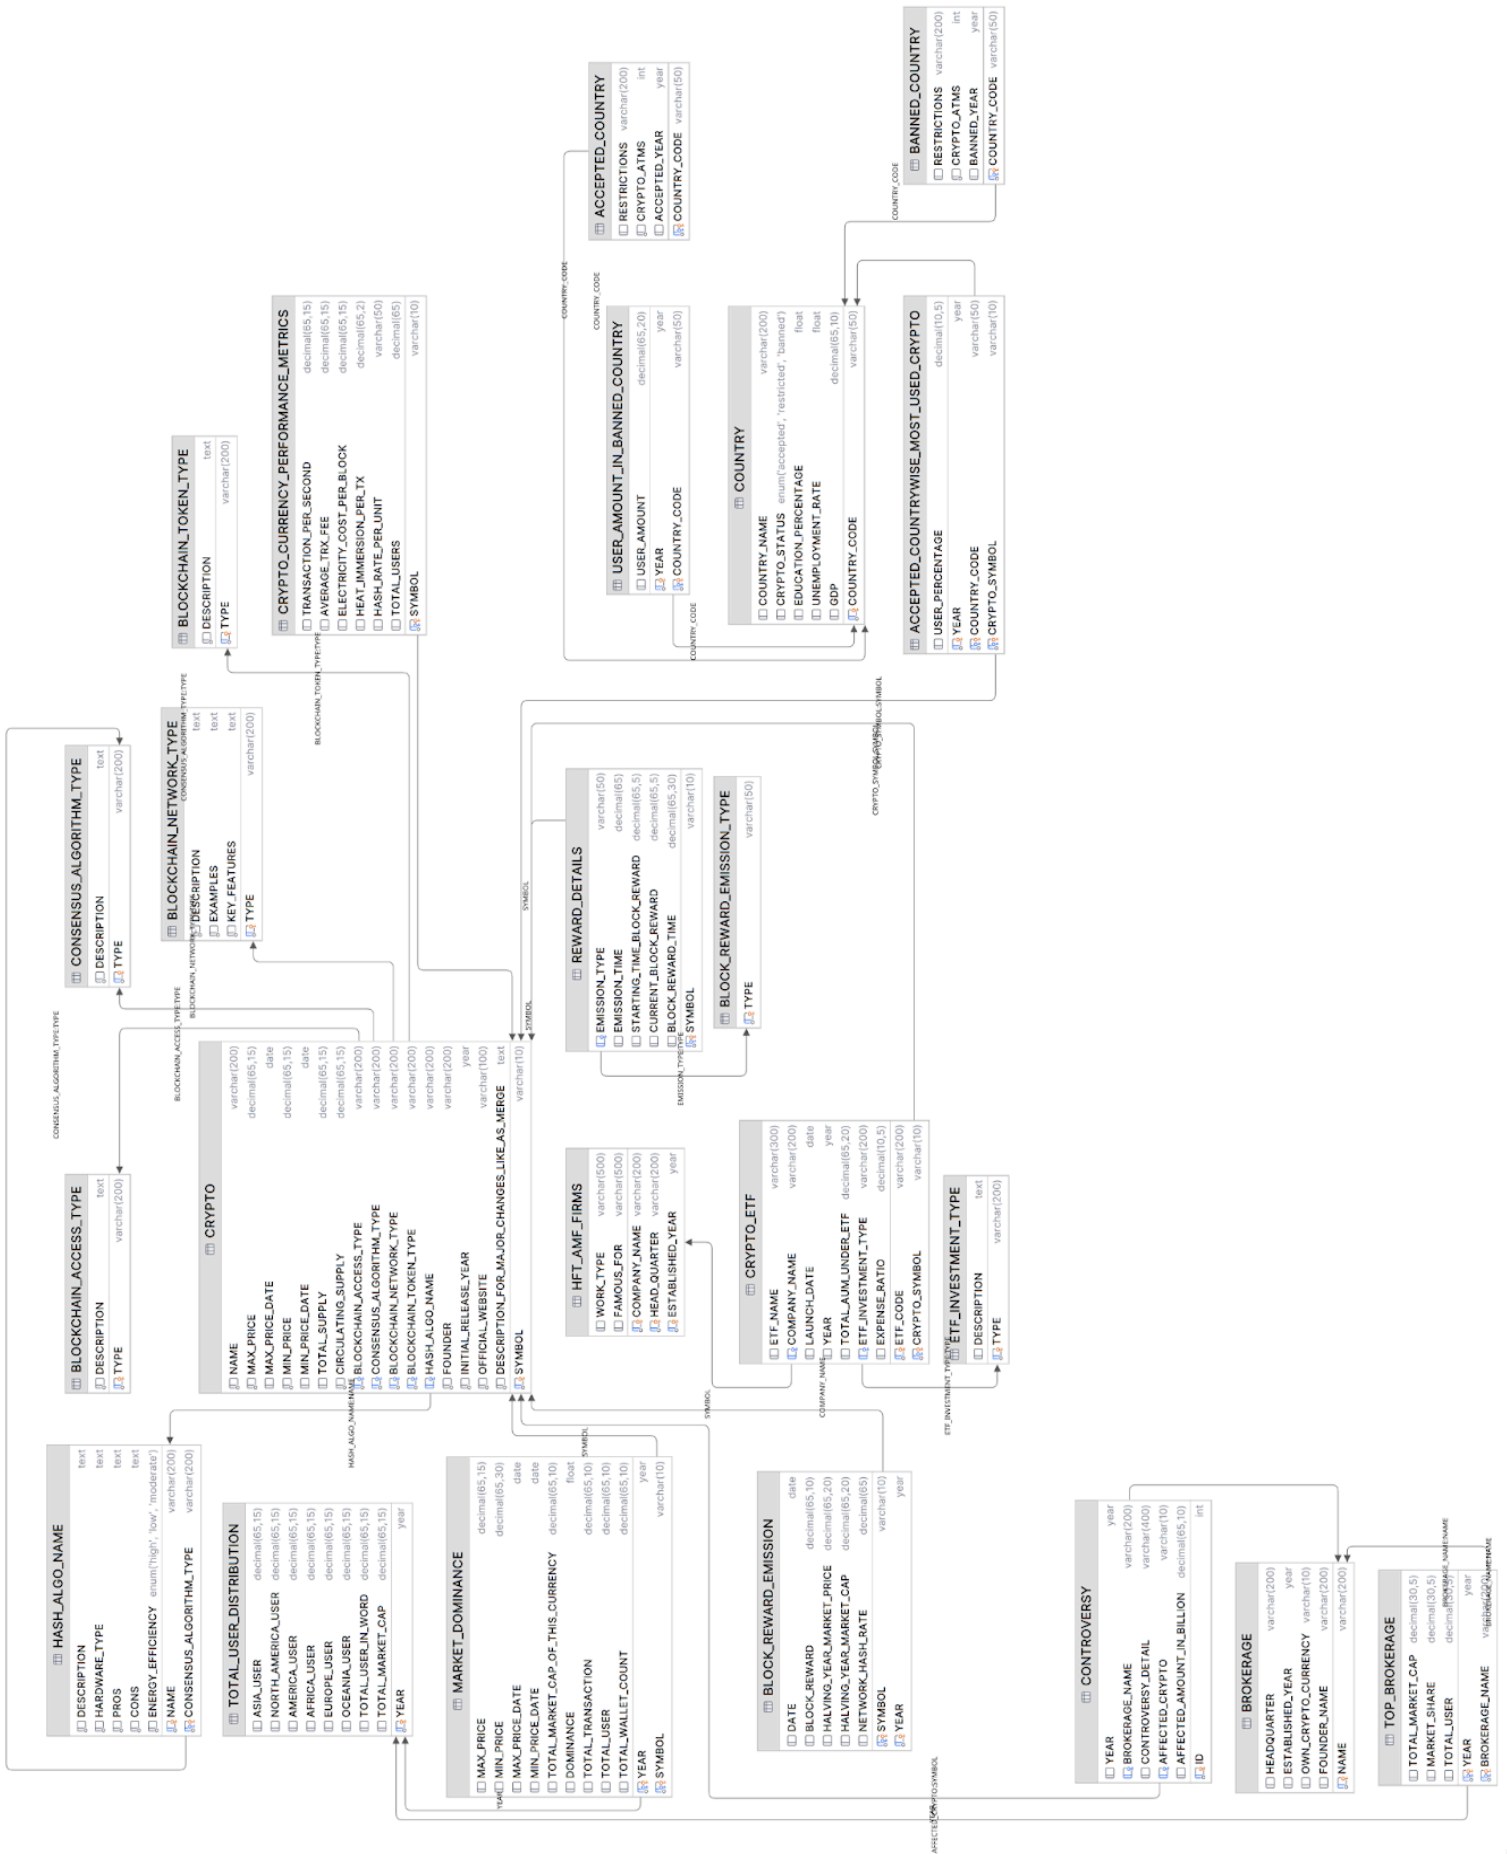 HASH_ALGO_NAME
DESCRIPTION text
HARDWARE_TYPE text
PROS text
CONS text
ENERGY_EFFICIENCY enum('high', 'low', 'moderate')
NAME varchar(200)
CONSENSUS_ALGORITHM_TYPE varchar(200)
BLOCKCHAIN_ACCESS_TYPE
DESCRIPTION text
TYPE varchar(200)
CONSENSUS_ALGORITHM_TYPE
DESCRIPTION text
TYPE varchar(200)
BLOCKCHAIN_NETWORK_TYPE
DESCRIPTION text
EXAMPLES text
KEY_FEATURES text
TYPE varchar(200)
BLOCKCHAIN_TOKEN_TYPE
DESCRIPTION text
TYPE varchar(200)
TOTAL_USER_DISTRIBUTION
ASIA_USER decimal(65,15)
NORTH_AMERICA_USER decimal(65,15)
AMERICA_USER decimal(65,15)
AFRICA_USER decimal(65,15)
EUROPE_USER decimal(65,15)
OCEANIA_USER decimal(65,15)
TOTAL_USER_IN_WORD decimal(65,15)
TOTAL_MARKET_CAP decimal(65,15)
YEAR year
CRYPTO
NAME varchar(200)
MAX_PRICE decimal(65,15)
MAX_PRICE_DATE date
MIN_PRICE decimal(65,15)
MIN_PRICE_DATE date
TOTAL_SUPPLY decimal(65,15)
CIRCULATING_SUPPLY decimal(65,15)
BLOCKCHAIN_ACCESS_TYPE varchar(200)
CONSENSUS_ALGORITHM_TYPE varchar(200)
BLOCKCHAIN_NETWORK_TYPE varchar(200)
BLOCKCHAIN_TOKEN_TYPE varchar(200)
HASH_ALGO_NAME varchar(200)
FOUNDER varchar(200)
INITIAL_RELEASE_YEAR year
OFFICIAL_WEBSITE varchar(100)
DESCRIPTION_FOR_MAJOR_CHANGES_LIKE_AS_MERGE text
SYMBOL varchar(10)
CRYPTO_CURRENCY_PERFORMANCE_METRICS
TRANSACTION_PER_SECOND decimal(65,15)
AVERAGE_TRX_FEE decimal(65,15)
ELECTRICITY_COST_PER_BLOCK decimal(65,15)
HEAT_IMMERSION_PER_TX decimal(65,2)
HASH_RATE_PER_UNIT varchar(50)
TOTAL_USERS decimal(65)
SYMBOL varchar(10)
MARKET_DOMINANCE
MAX_PRICE decimal(65,15)
MIN_PRICE decimal(65,30)
MAX_PRICE_DATE date
MIN_PRICE_DATE date
TOTAL_MARKET_CAP_OF_THIS_CURRENCY decimal(65,10)
DOMINANCE float
TOTAL_TRANSACTION decimal(65,10)
TOTAL_USER decimal(65,10)
TOTAL_WALLET_COUNT decimal(65,10)
YEAR year
SYMBOL varchar(10)
HFT_AMF_FIRMS
WORK_TYPE varchar(500)
FAMOUS_FOR varchar(500)
COMPANY_NAME varchar(200)
HEAD_QUARTER varchar(200)
ESTABLISHED_YEAR year
REWARD_DETAILS
EMISSION_TYPE varchar(50)
EMISSION_TIME decimal(65)
STARTING_TIME_BLOCK_REWARD decimal(65,5)
CURRENT_BLOCK_REWARD decimal(65,5)
BLOCK_REWARD_TIME decimal(65,30)
SYMBOL varchar(10)
USER_AMOUNT_IN_BANNED_COUNTRY
USER_AMOUNT decimal(65,20)
YEAR year
COUNTRY_CODE varchar(50)
ACCEPTED_COUNTRY
RESTRICTIONS varchar(200)
CRYPTO_ATMS int
ACCEPTED_YEAR year
COUNTRY_CODE varchar(50)
BLOCK_REWARD_EMISSION
DATE date
BLOCK_REWARD decimal(65,10)
HALVING_YEAR_MARKET_PRICE decimal(65,20)
HALVING_YEAR_MARKET_CAP decimal(65,20)
NETWORK_HASH_RATE decimal(65)
SYMBOL varchar(10)
YEAR year
CRYPTO_ETF
ETF_NAME varchar(300)
COMPANY_NAME varchar(200)
LAUNCH_DATE date
YEAR year
TOTAL_AUM_UNDER_ETF decimal(65,20)
ETF_INVESTMENT_TYPE varchar(200)
EXPENSE_RATIO decimal(10,5)
ETF_CODE varchar(200)
CRYPTO_SYMBOL varchar(10)
BLOCK_REWARD_EMISSION_TYPE
TYPE varchar(50)
COUNTRY
COUNTRY_NAME varchar(200)
CRYPTO_STATUS enum('accepted', 'restricted', 'banned')
EDUCATION_PERCENTAGE float
UNEMPLOYMENT_RATE float
GDP decimal(65,10)
COUNTRY_CODE varchar(50)
ETF_INVESTMENT_TYPE
DESCRIPTION text
TYPE varchar(200)
ACCEPTED_COUNTRYWISE_MOST_USED_CRYPTO
USER_PERCENTAGE decimal(10,5)
YEAR year
COUNTRY_CODE varchar(50)
CRYPTO_SYMBOL varchar(10)
BANNED_COUNTRY
RESTRICTIONS varchar(200)
CRYPTO_ATMS int
BANNED_YEAR year
COUNTRY_CODE varchar(50)
CONTROVERSY
YEAR year
BROKERAGE_NAME varchar(200)
CONTROVERSY_DETAIL varchar(400)
AFFECTED_CRYPTO varchar(10)
AFFECTED_AMOUNT_IN_BILLION decimal(65,10)
ID int
BROKERAGE
HEADQUARTER varchar(200)
ESTABLISHED_YEAR year
OWN_CRYPTO_CURRENCY varchar(10)
FOUNDER_NAME varchar(200)
NAME varchar(200)
TOP_BROKERAGE
TOTAL_MARKET_CAP decimal(30,5)
MARKET_SHARE decimal(30,5)
TOTAL_USER
YEAR year
BROKERAGE_NAME
CONSENSUS_ALGORITHM_TYPE:TYPE
BLOCKCHAIN_ACCESS_TYPE:TYPE
CONSENSUS_ALGORITHM_TYPE:TYPE
BLOCKCHAIN_TOKEN_TYPE:TYPE
HASH_ALGO_NAME:NAME
SYMBOL
SYMBOL
SYMBOL
SYMBOL
YEAR
COUNTRY_CODE
COUNTRY_CODE
COUNTRY_CODE
COUNTRY_CODE
EMISSION_TYPE:TYPE
COMPANY_NAME
ETF_INVESTMENT_TYPE:TYPE